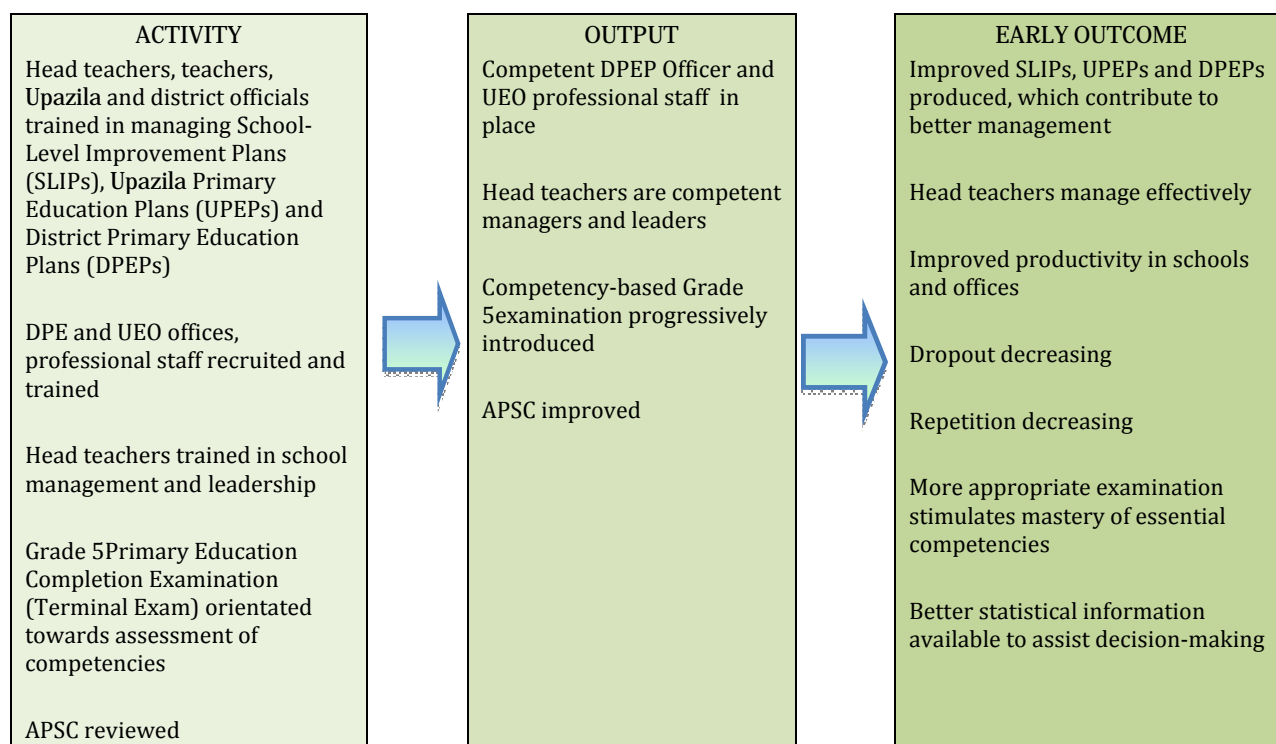 ACTIVITY
Head teachers, teachers,
Upazila and district officials
trained in managing School-
Level Improvement Plans
(SLIPs), Upazila Primary
Education Plans (UPEPs) and
District Primary Education
Plans (DPEPs)
DPE and UEO offices,
professional staff recruited and
trained
Head teachers trained in school
management and leadership
Grade 5Primary Education
Completion Examination
(Terminal Exam) orientated
towards assessment of
competencies
APSC reviewed
OUTPUT
Competent DPEP Officer and
UEO professional staff in
place
Head teachers are competent
managers and leaders
Competency-based Grade
5examination progressively
introduced
APSC improved
EARLY OUTCOME
Improved SLIPs, UPEPs and DPEPs
produced, which contribute to
better management
Head teachers manage effectively
Improved productivity in schools
and offices
Dropout decreasing
Repetition decreasing
More appropriate examination
stimulates mastery of essential
competencies
Better statistical information
available to assist decision-making